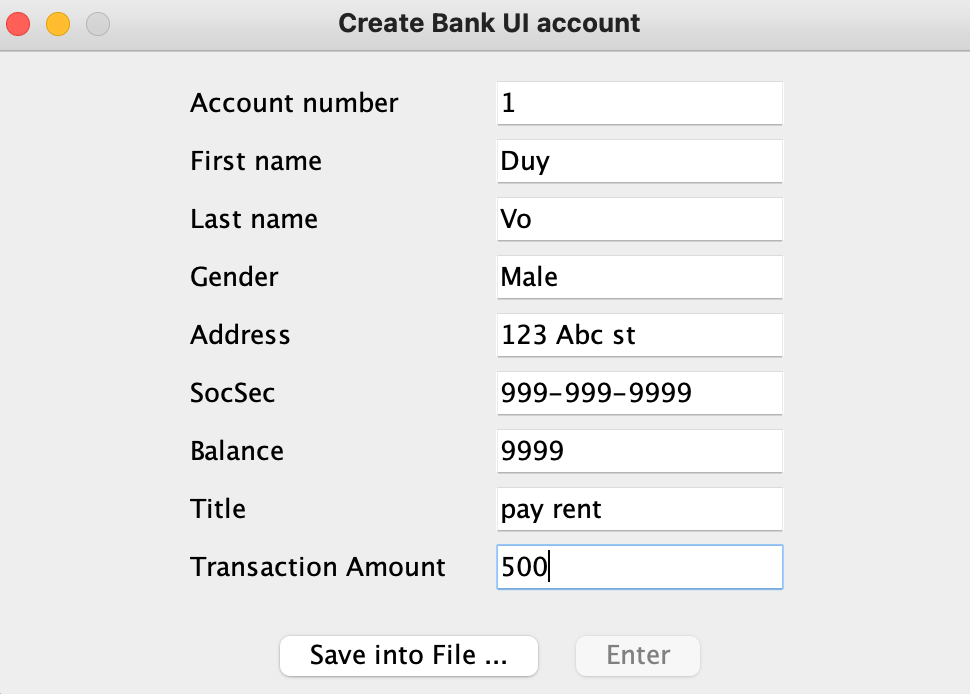 Create Bank UI account
Account number 1
First name Duy
Last name Vo
Gender Male
Address 123 Abc st
SocSec 999-999-9999
Balance 9999
Title pay rent
Transaction Amount 500
Save into File ... Enter